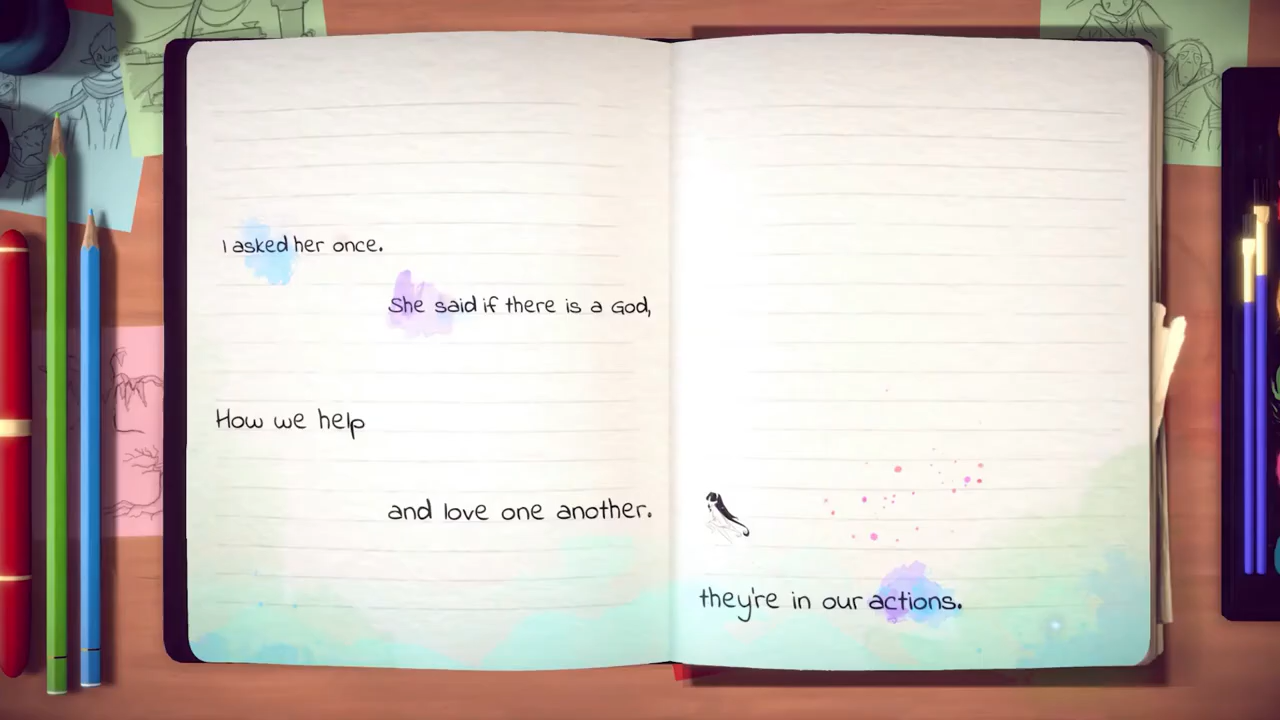 I asked her once.
She said if there is a God,
How we help
and love one another.
they're in our actions.